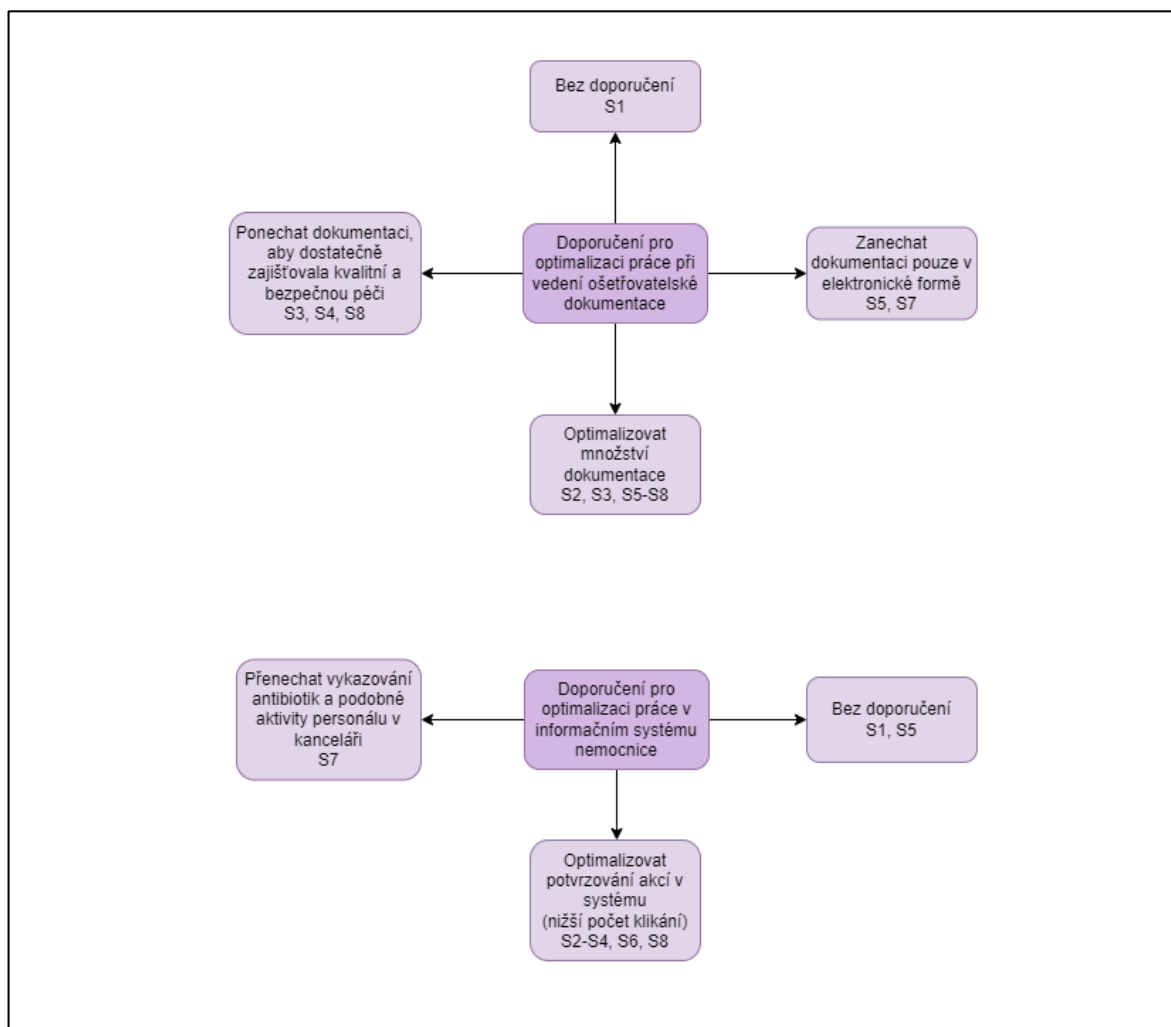 Bez doporučení
S1
Ponechat dokumentaci,
aby dostatečně
zajišťovala kvalitní a
bezpečnou péči
S3, S4, S8
Doporučení pro
optimalizaci práce při
vedení ošetřovatelské
dokumentace
Zanechat
dokumentaci pouze v
elektronické formě
S5, S7
Optimalizovat
množství
dokumentace
S2, S3, S5-S8
Přenechat vykazování
antibiotik a podobné
aktivity personálu v
kanceláři
S7
Doporučení pro
optimalizaci práce v
informačním systému
nemocnice
Bez doporučení
S1, S5
Optimalizovat
potvrzování akcí v
systému
(nižší počet klikání)
S2-S4, S6, S8